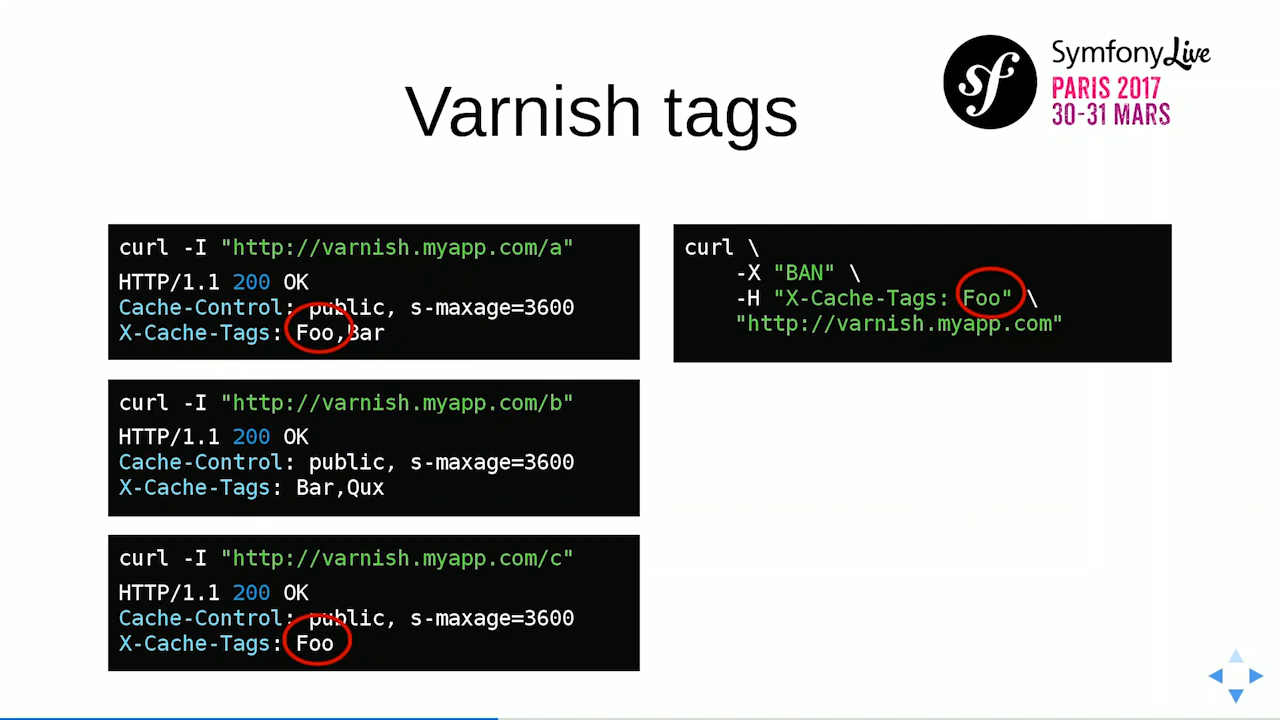 SymfonyLive
PARIS 2017
30-31 MARS
Varnish tags
curl -I "http://varnish.myapp.com/a"
HTTP/1.1 200 OK
Cache-Control: public, s-maxage=3600
X-Cache-Tags: Foo,Bar
curl -I "http://varnish.myapp.com/b"
HTTP/1.1 200 OK
Cache-Control: public, s-maxage=3600
X-Cache-Tags: Bar,Qux
curl -I "http://varnish.myapp.com/c"
HTTP/1.1 200 OK
Cache-Control: public, s-maxage=3600
X-Cache-Tags: Foo
curl \
-X "BAN" \
-H "X-Cache-Tags: Foo" \
"http://varnish.myapp.com"